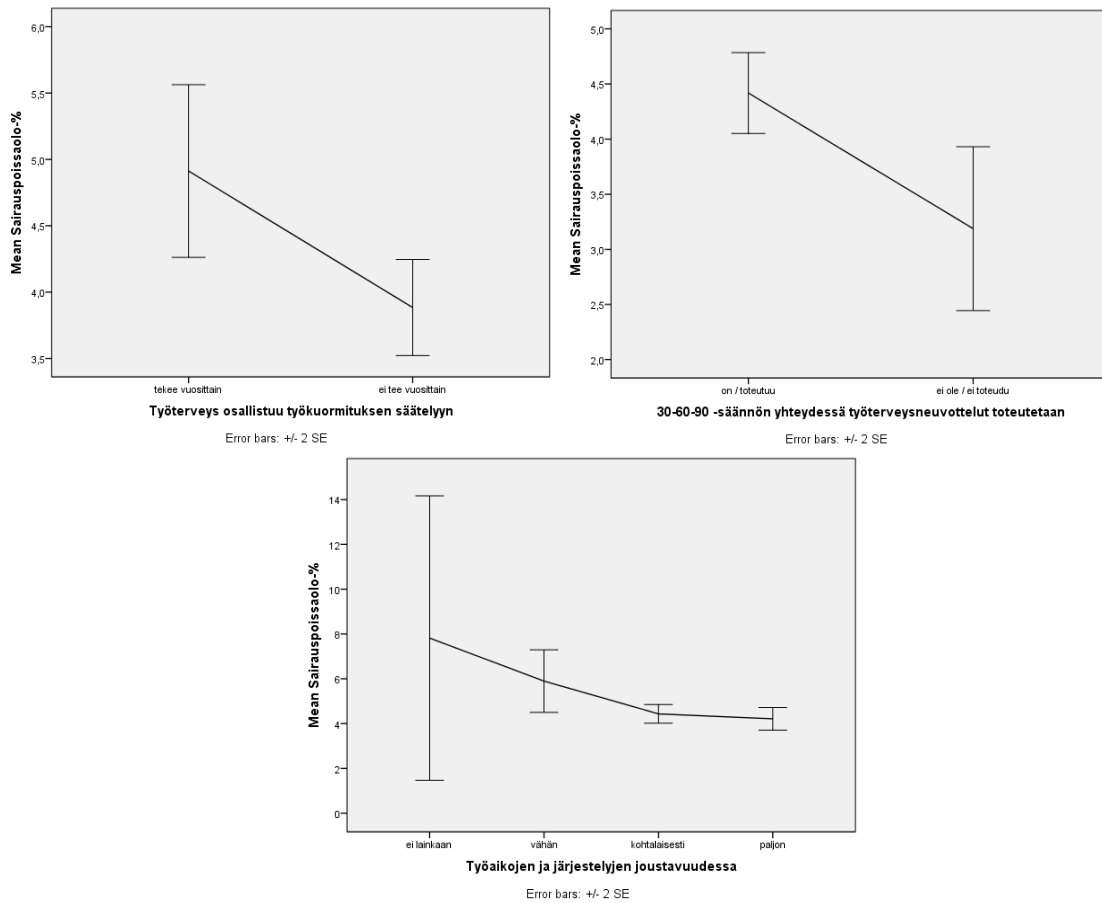 Mean Sairauspoissaolo-%
6,0
5,5
5,0
4,5
4,0
3,5
tekee vuosittain
ei tee vuosittain
Työterveys osallistuu työkuormituksen säätelyyn
Error bars: +/- 2 SE
Mean Sairauspoissaolo-%
5,0
4,5
4,0
3,5
3,0
2,5
2,0
on / toteutuu
ei ole / ei toteudu
30-60-90 -säännön yhteydessä työterveysneuvottelut toteutetaan
Error bars: +/- 2 SE
Mean Sairauspoissaolo-%
14
12
10
8
6
4
2
0
ei lainkaan
vähän
kohtalaisesti
paljon
Työaikojen ja järjestelyjen joustavuudessa
Error bars: +/- 2 SE